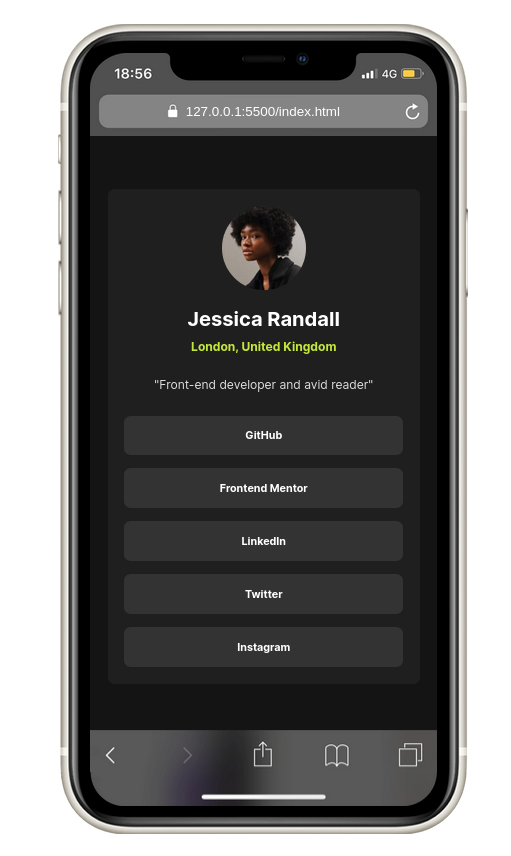 18:56
4G
127.0.0.1:5500/index.html
Jessica Randall
London, United Kingdom
"Front-end developer and avid reader"
GitHub
Frontend Mentor
LinkedIn
Twitter
Instagram